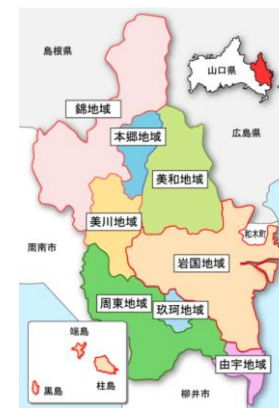 島根県
山口県
錦地域
広島県
本郷地域
美和地域
美川地域
和木町
周南市
岩国地域
周東地域
玖珂地域
端島
由宇地域
黒島
柱島
柳井市